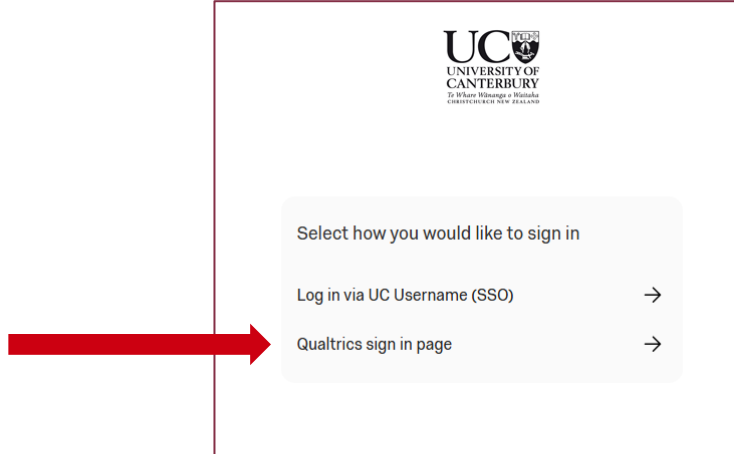 UC
UNIVERSITY OF
CANTERBURY
Te Whare Wānanga o Waitaha
CHRISTCHURCH NEW ZEALAND
Select how you would like to sign in
Log in via UC Username (SSO)
Qualtrics sign in page